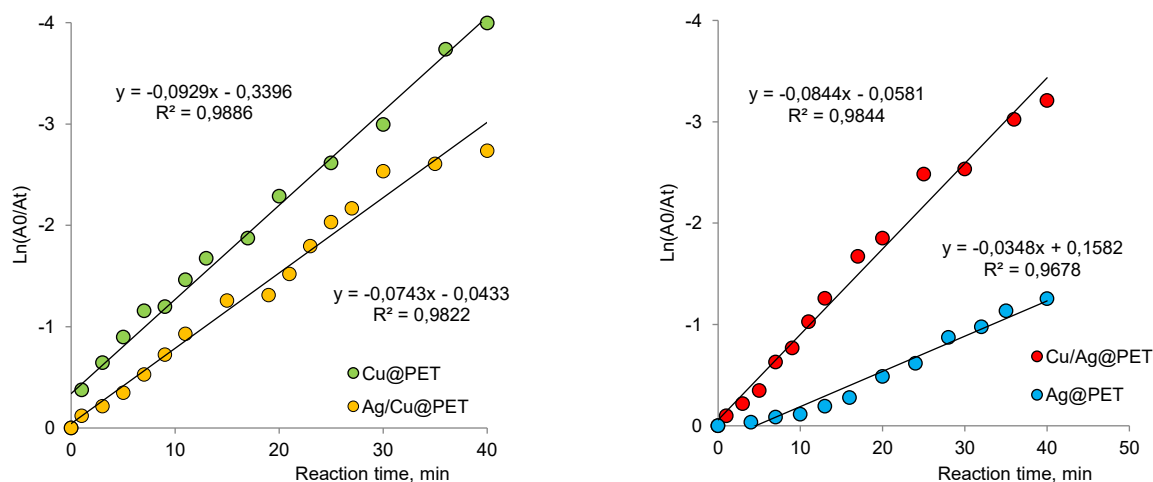 -4
-3
-2
-1
0
Ln(A0/At)
y = -0,0929x - 0,3396
R² = 0,9886
y = -0,0743x - 0,0433
R² = 0,9822
Cu@PET
Ag/Cu@PET
0 10 20 30 40
Reaction time, min
-4
-3
-2
-1
0
Ln(A0/At)
y = -0,0844x - 0,0581
R² = 0,9844
y = -0,0348x + 0,1582
R² = 0,9678
Cu/Ag@PET
Ag@PET
0 10 20 30 40 50
Reaction time, min